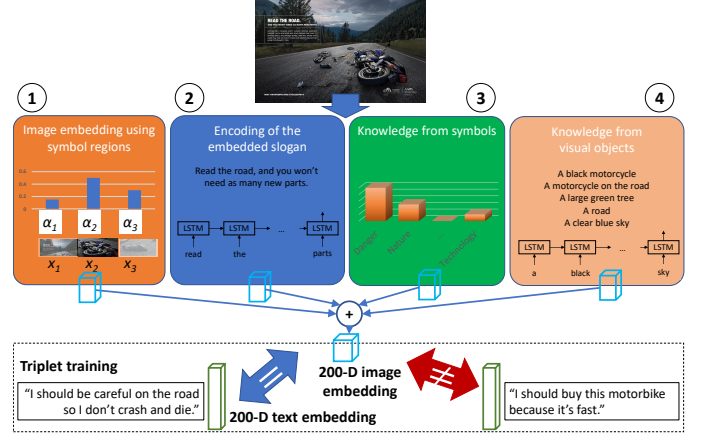 READ THE ROAD.
1
2
3
4
Image embedding using
symbol regions
0.6
0.4
0.2
0
α1
α2
α3
x1
x2
x3
Encoding of the
embedded slogan
Read the road, and you won't
need as many new parts.
LSTM
LSTM
...
LSTM
read
the
parts
Knowledge from symbols
Danger
Nature
...
Technology
Knowledge from
visual objects
A black motorcycle
A motorcycle on the road
A large green tree
A road
A clear blue sky
LSTM
LSTM
...
LSTM
a
black
sky
+
Triplet training
200-D image
embedding
"I should be careful on the road
so I don't crash and die."
200-D text embedding
≠
"I should buy this motorbike
because it's fast."